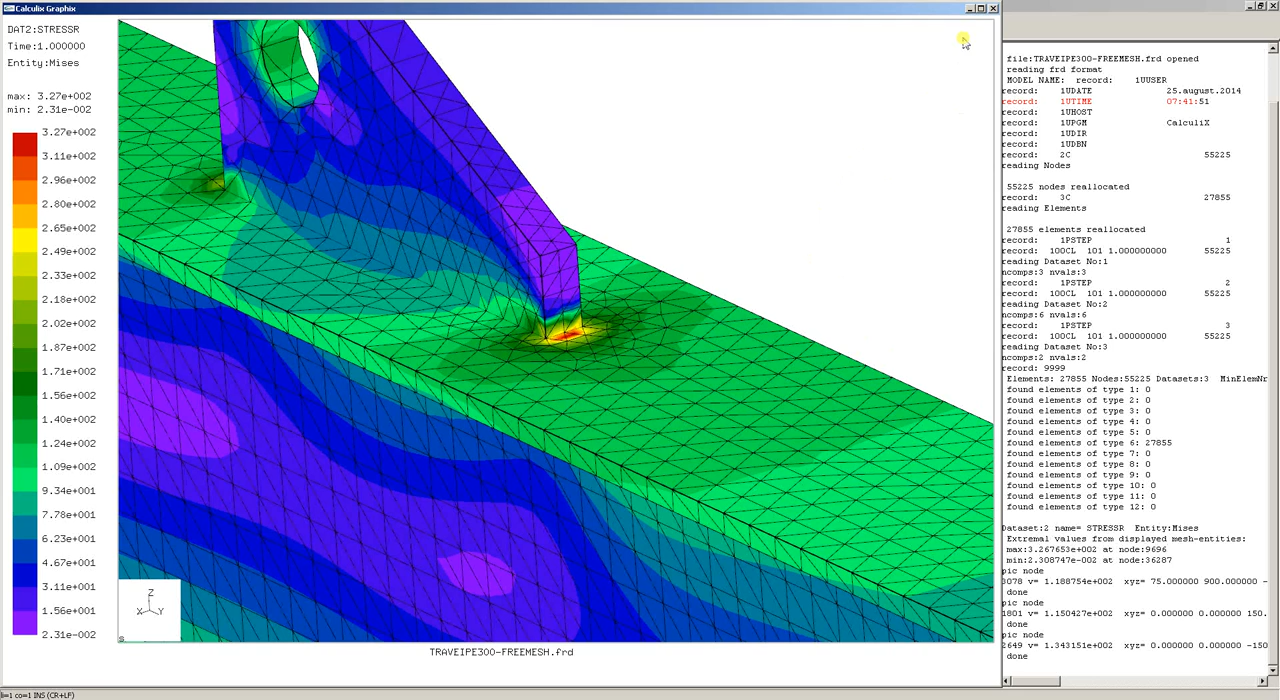 Calculix Graphix
DAT2:STRESSR
Time:1.000000
Entity:Mises
max: 3.27e+002
min: 2.31e-002
3.27e+002
3.11e+002
2.96e+002
2.80e+002
2.65e+002
2.49e+002
2.33e+002
2.18e+002
2.02e+002
1.87e+002
1.71e+002
1.56e+002
1.40e+002
1.24e+002
1.09e+002
9.34e+001
7.78e+001
6.23e+001
4.67e+001
3.11e+001
1.56e+001
2.31e-002
Z
X Y
TRAVEIPE300-FREEMESH.frd
file:TRAVEIPE300-FREEMESH.frd opened
reading frd format
MODEL NAME: record: 1UUSER
record: 1UDATE 25.august.2014
record: 1UTIME 07:41:51
record: 1UHOST
record: 1UPGM CalculiX
record: 1UDIR
record: 1UDBN
record: 2C 55225
reading Nodes
55225 nodes reallocated
record: 3C 27855
reading Elements
27855 elements reallocated
record: 1PSTEP 1
record: 100CL 101 1.000000000 55225
reading Dataset No:1
ncomps:3 nvals:3
record: 1PSTEP 2
record: 100CL 101 1.000000000 55225
reading Dataset No:2
ncomps:6 nvals:6
record: 1PSTEP 3
record: 100CL 101 1.000000000 55225
reading Dataset No:3
ncomps:2 nvals:2
record: 9999
Elements: 27855 Nodes:55225 Datasets:3 MinElemNr
found elements of type 1: 0
found elements of type 2: 0
found elements of type 3: 0
found elements of type 4: 0
found elements of type 5: 0
found elements of type 6: 27855
found elements of type 7: 0
found elements of type 8: 0
found elements of type 9: 0
found elements of type 10: 0
found elements of type 11: 0
found elements of type 12: 0
Dataset:2 name= STRESSR Entity:Mises
Extremal values from displayed mesh-entities:
max:3.267653e+002 at node:9696
min:2.308747e-002 at node:36287
pic node
3078 v= 1.188754e+002 xyz= 75.000000 900.000000 -
done
pic node
1801 v= 1.150427e+002 xyz= 0.000000 0.000000 150.
done
pic node
2649 v= 1.343151e+002 xyz= 0.000000 0.000000 -150
done
li=1 co=1 INS (CR+LF)